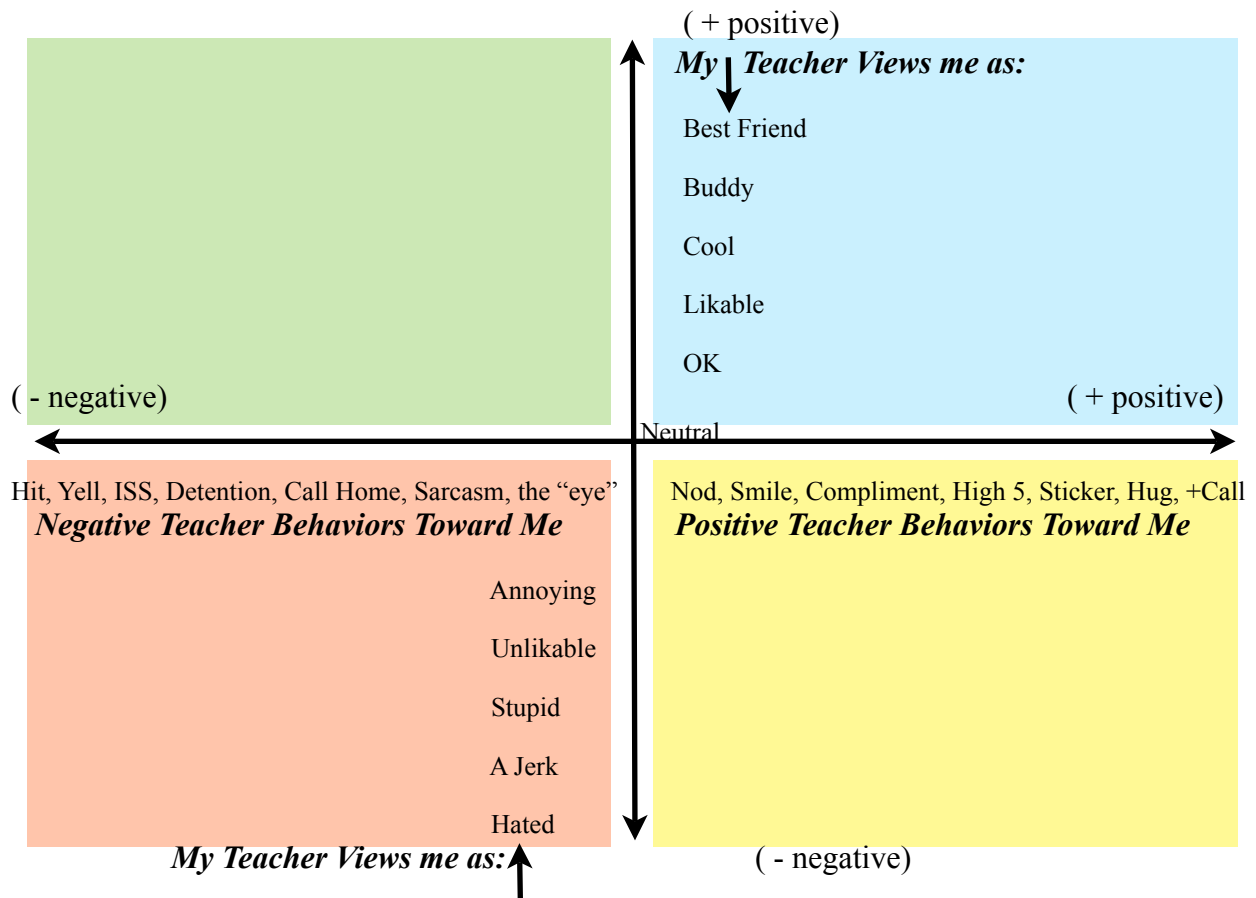 ( + positive)
My Teacher Views me as:
Best Friend
Buddy
Cool
Likable
OK
( - negative)
( + positive)
Neutral
Hit, Yell, ISS, Detention, Call Home, Sarcasm, the “eye”
Negative Teacher Behaviors Toward Me
Nod, Smile, Compliment, High 5, Sticker, Hug, +Call
Positive Teacher Behaviors Toward Me
Annoying
Unlikable
Stupid
A Jerk
Hated
My Teacher Views me as:
( - negative)